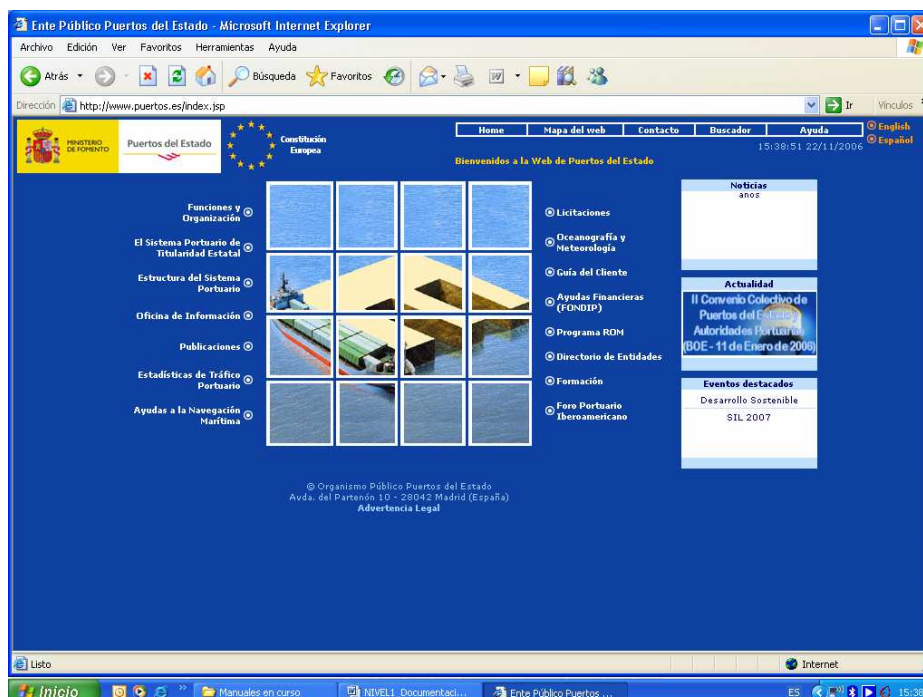 Ente Público Puertos del Estado - Microsoft Internet Explorer
Archivo Edición Ver Favoritos Herramientas Ayuda
Atrás Búsqueda Favoritos
Dirección http://www.puertos.es/index.jsp Ir Vínculos
MINISTERIO
DE FOMENTO
Puertos del Estado
Constitución
Europea
Home Mapa del web Contacto Buscador Ayuda
English
Español
15:38:51 22/11/2006
Bienvenidos a la Web de Puertos del Estado
Funciones y
Organización
El Sistema Portuario de
Titularidad Estatal
Estructura del Sistema
Portuario
Oficina de Información
Publicaciones
Estadísticas de Tráfico
Portuario
Ayudas a la Navegación
Marítima
Licitaciones
Oceanografía y
Meteorología
Guía del Cliente
Ayudas Financieras
(FONDIP)
Programa ROM
Directorio de Entidades
Formación
Foro Portuario
Iberoamericano
Noticias
anos
Actualidad
II Convenio Colectivo de
Puertos del Estado y
Autoridades Portuarias
(BOE - 11 de Enero de 2006)
Eventos destacados
Desarrollo Sostenible
SIL 2007
© Organismo Público Puertos del Estado
Avda. del Partenón 10 - 28042 Madrid (España)
Advertencia Legal
Listo Internet
Inicio Manuales en curso NIVEL1 Documentaci... Ente Público Puertos ... ES 15:38